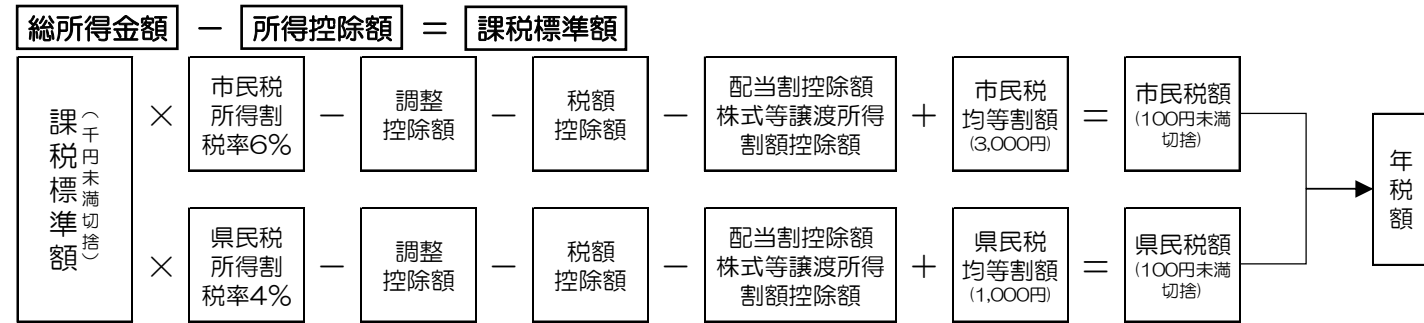 総所得金額 － 所得控除額 ＝ 課税標準額
課税標準額
（千円未満切捨）
×
市民税
所得割
税率6％
－
調整
控除額
－
税額
控除額
－
配当割控除額
株式等譲渡所得
割額控除額
＋
市民税
均等割額
(3,000円)
＝
市民税額
(100円未満
切捨)
×
県民税
所得割
税率4％
－
調整
控除額
－
税額
控除額
－
配当割控除額
株式等譲渡所得
割額控除額
＋
県民税
均等割額
(1,000円)
＝
県民税額
(100円未満
切捨)
年税額